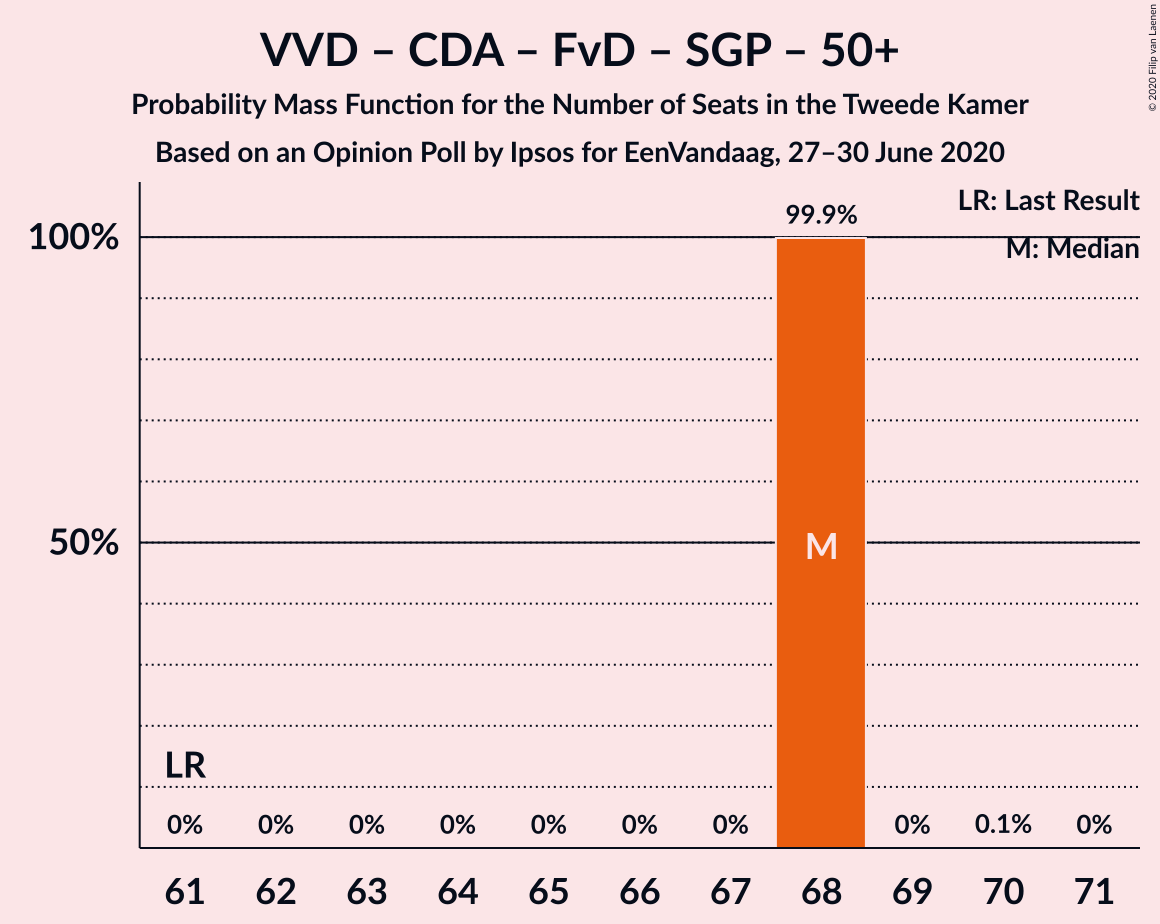 VVD – CDA – FvD – SGP – 50+
Probability Mass Function for the Number of Seats in the Tweede Kamer
Based on an Opinion Poll by Ipsos for EenVandaag, 27–30 June 2020
© 2020 Filip van Laenen
LR: Last Result
M: Median
99.9%
100%
50%
M
LR
0% 0% 0% 0% 0% 0% 0% 0% 0.1% 0%
61 62 63 64 65 66 67 68 69 70 71